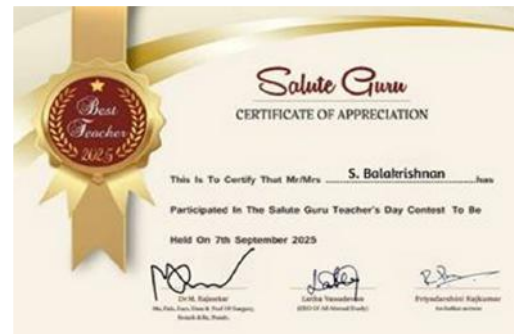 Best
Teacher
2025
Salute Guru
CERTIFICATE OF APPRECIATION
This Is To Certify That Mr/Mrs S. Balakrishnan has
Participated In The Salute Guru Teacher's Day Contest To Be
Held On 7th September 2025
Dr M. Rajasekar
Latha Vasudevan
Priyadarshini Rajkumar